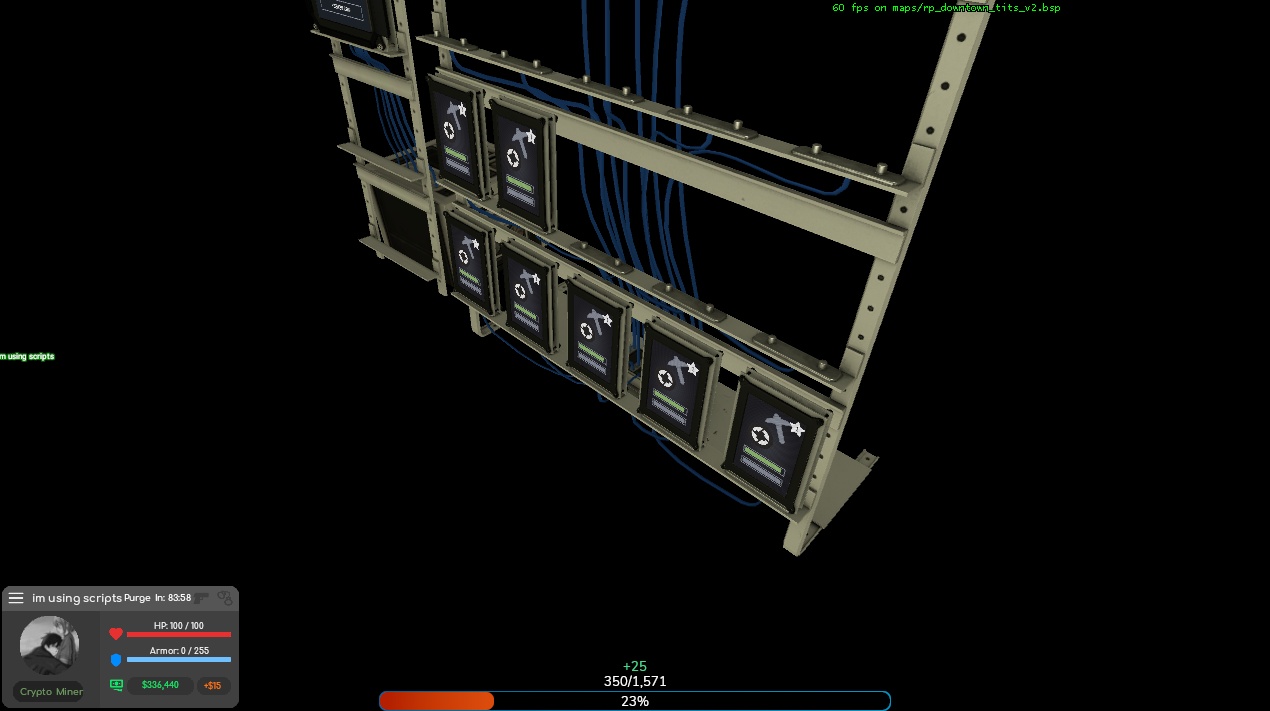 60 fps on maps/rp_downtown_tits_v2.bsp
m using scripts
im using scripts Purge In: 83:58
HP: 100 / 100
Armor: 0 / 255
$336,440 +$15
Crypto Miner
+25
350/1,571
23%